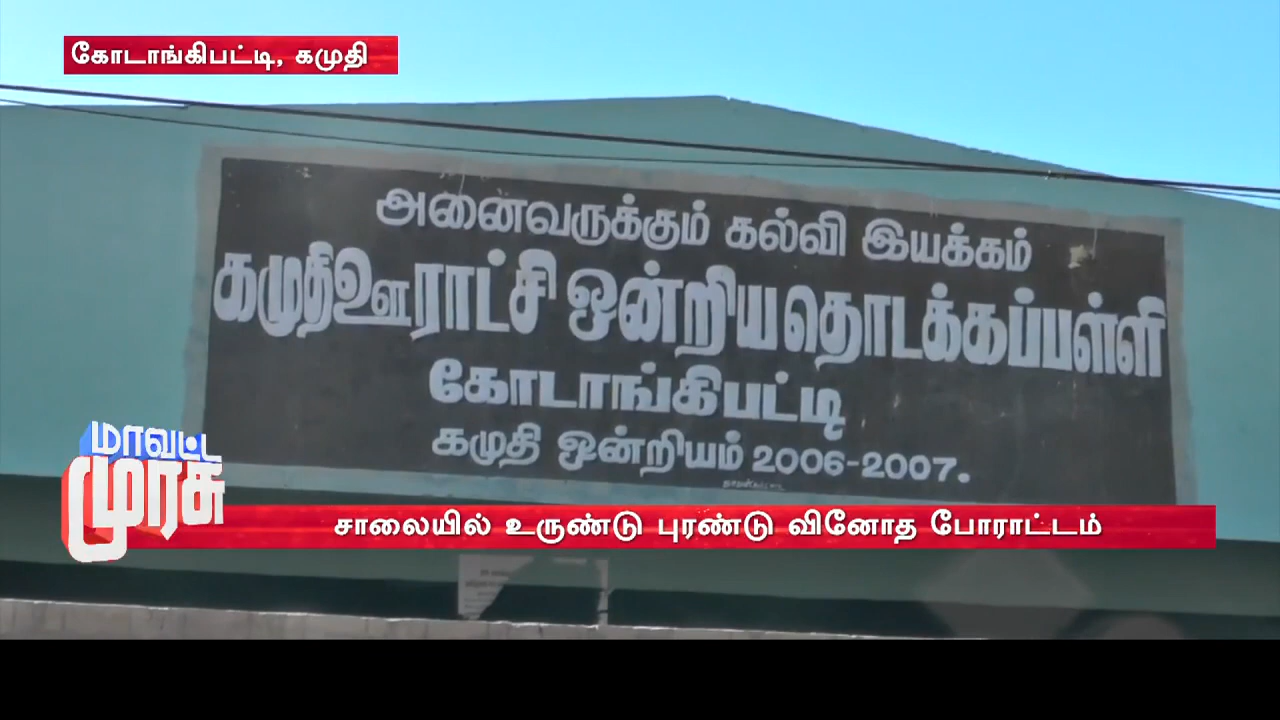 கோடாங்கிபட்டி, கமுதி
அனைவருக்கும் கல்வி இயக்கம்
கமுதிஊராட்சி ஒன்றியதொடக்கப்பள்ளி
கோடாங்கிபட்டி
கமுதி ஒன்றியம் 2006-2007.
மாவட்ட
முரசு
சாலையில் உருண்டு புரண்டு வினோத போராட்டம்